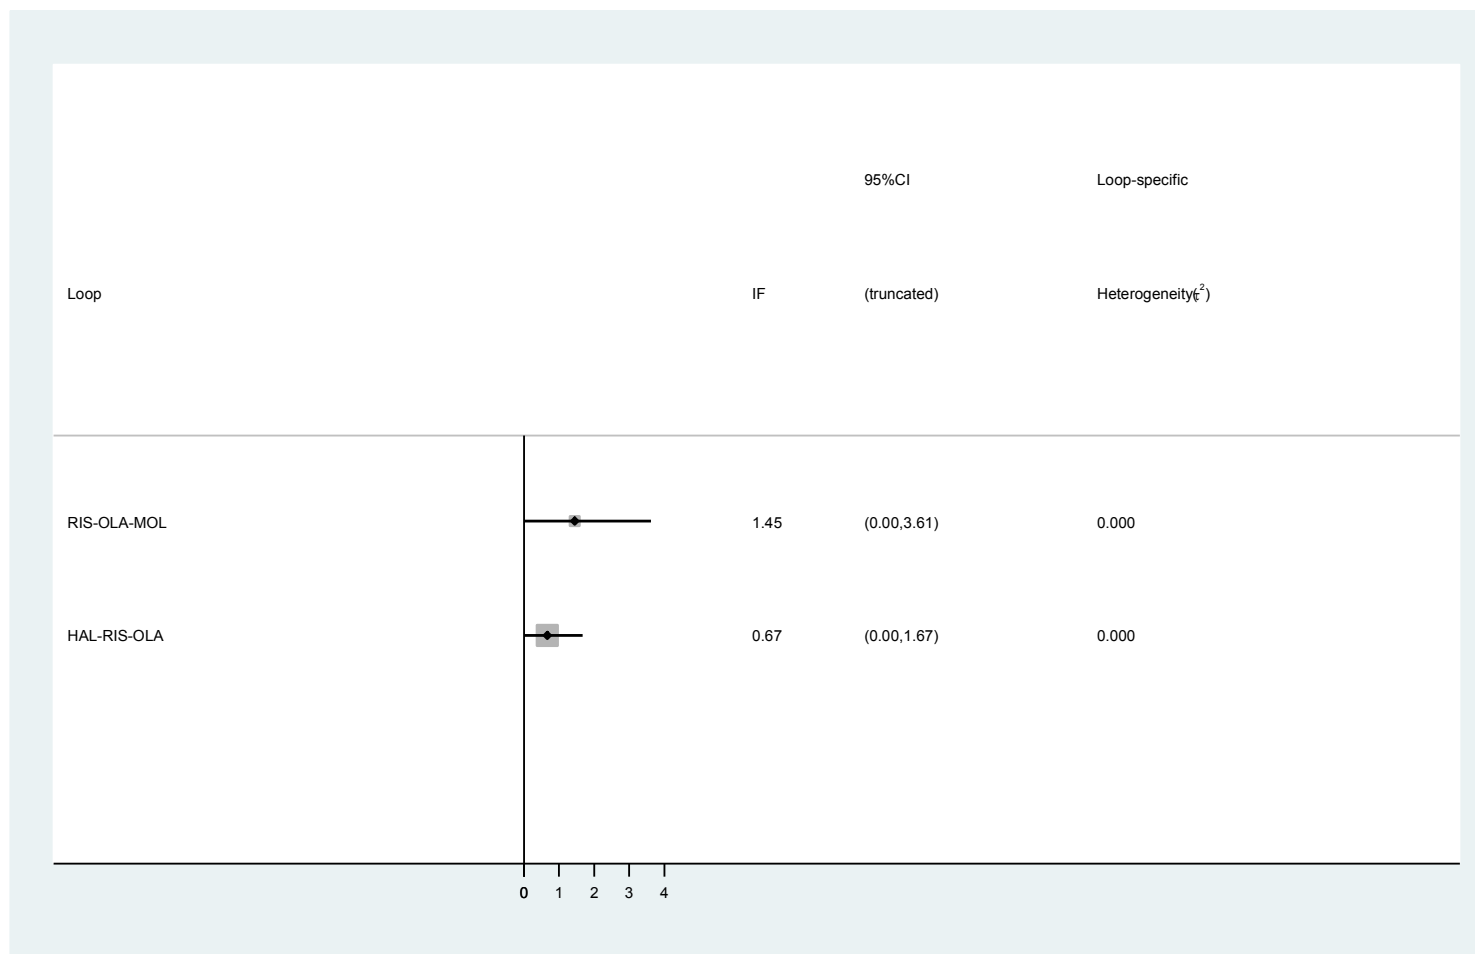 95%CI Loop-specific
Loop IF (truncated) Heterogeneity(τ²)
RIS-OLA-MOL 1.45 (0.00,3.61) 0.000
HAL-RIS-OLA 0.67 (0.00,1.67) 0.000
0 1 2 3 4